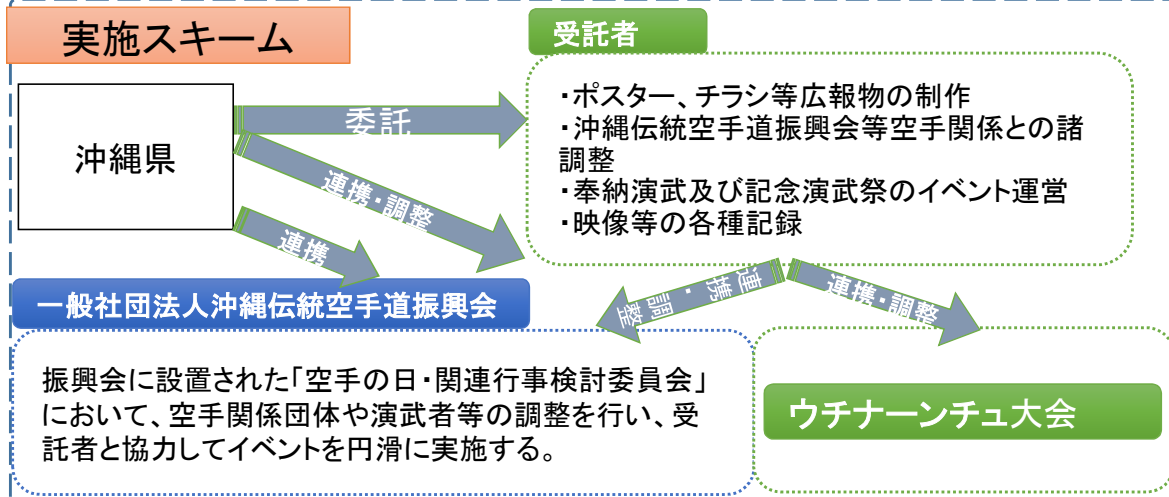 実施スキーム
受託者
沖縄県
委託
連携・調整
連携
・ポスター、チラシ等広報物の制作
・沖縄伝統空手道振興会等空手関係との諸
調整
・奉納演武及び記念演武祭のイベント運営
・映像等の各種記録
連携・調
整
連携・調整
一般社団法人沖縄伝統空手道振興会
振興会に設置された「空手の日・関連行事検討委員会」
において、空手関係団体や演武者等の調整を行い、受
託者と協力してイベントを円滑に実施する。
ウチナーンチュ大会